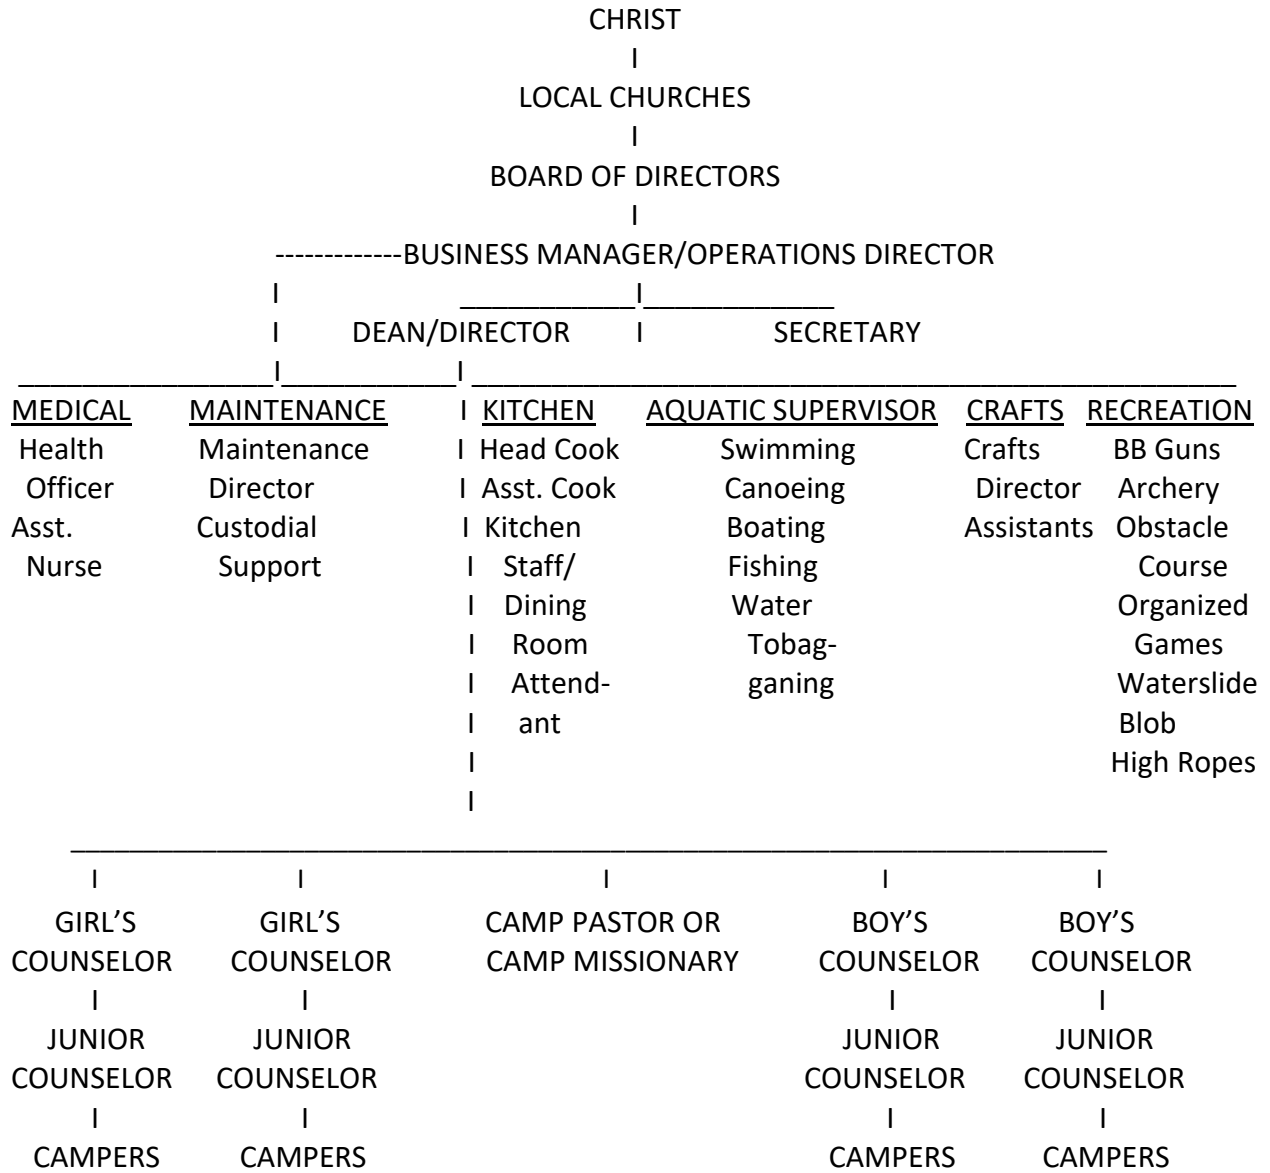 CHRIST
I
LOCAL CHURCHES
I
BOARD OF DIRECTORS
I
-------------BUSINESS MANAGER/OPERATIONS DIRECTOR
I ___________I____________
I DEAN/DIRECTOR I SECRETARY
________________I___________I________________________________________________
MEDICAL MAINTENANCE I KITCHEN AQUATIC SUPERVISOR CRAFTS RECREATION
Health Maintenance I Head Cook Swimming Crafts BB Guns
Officer Director I Asst. Cook Canoeing Director Archery
Asst. Custodial I Kitchen Boating Assistants Obstacle
Nurse Support I Staff/ Fishing Course
I Dining Water Organized
I Room Tobag- Games
I Attend- ganing Waterslide
I ant Blob
I High Ropes
I
_________________________________________________________________
I I I I I
GIRL’S GIRL’S CAMP PASTOR OR BOY’S BOY’S
COUNSELOR COUNSELOR CAMP MISSIONARY COUNSELOR COUNSELOR
I I I I
JUNIOR JUNIOR JUNIOR JUNIOR
COUNSELOR COUNSELOR COUNSELOR COUNSELOR
I I I I
CAMPERS CAMPERS CAMPERS CAMPERS